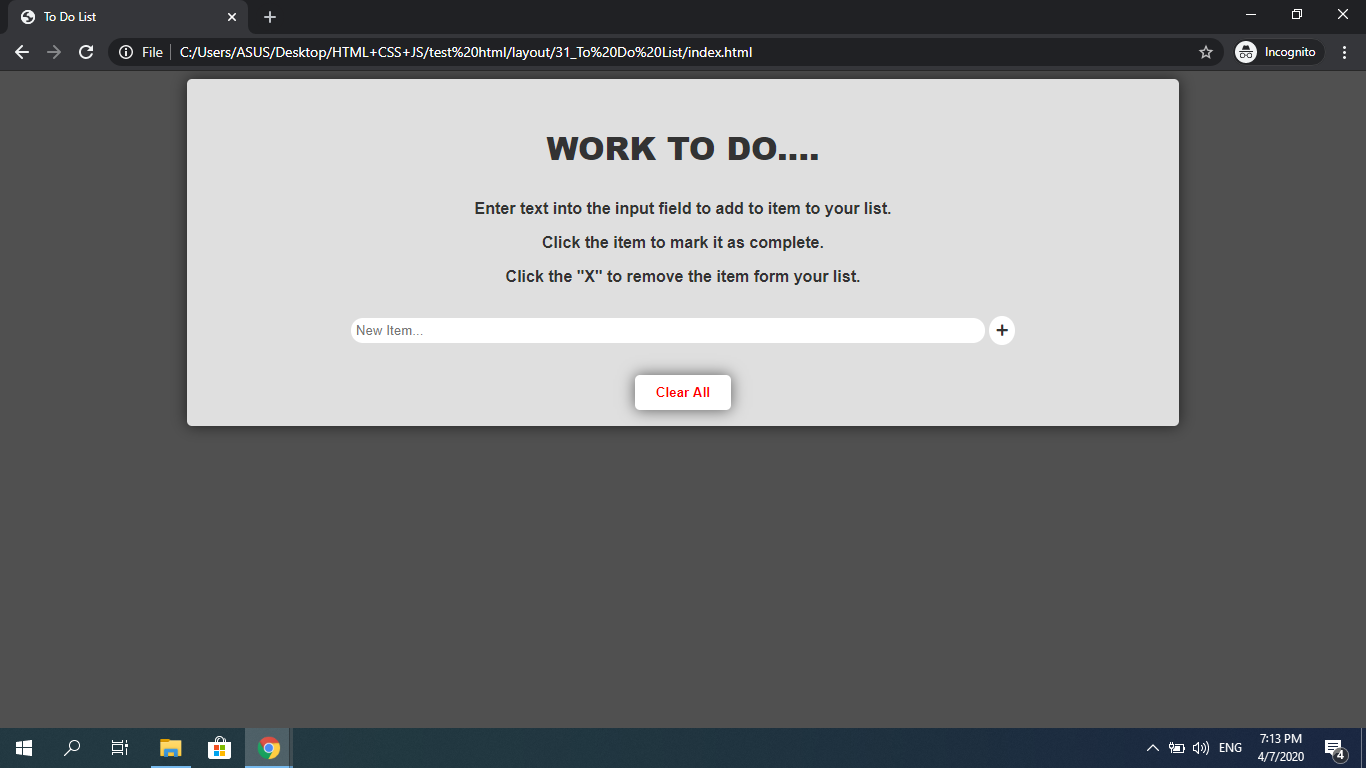 To Do List
File
C:/Users/ASUS/Desktop/HTML+CSS+JS/test%20html/layout/31_To%20Do%20List/index.html
Incognito
WORK TO DO....
Enter text into the input field to add to item to your list.
Click the item to mark it as complete.
Click the "X" to remove the item form your list.
New Item...
+
Clear All
ENG
7:13 PM
4/7/2020
4